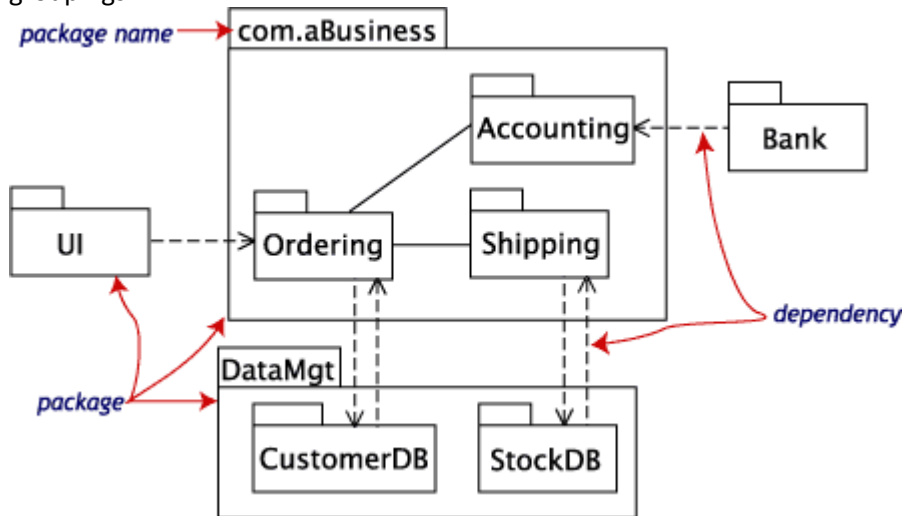 package name
com.aBusiness
Accounting
Bank
UI
Ordering
Shipping
dependency
DataMgt
package
CustomerDB
StockDB